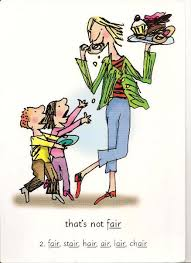 that's not fair
2. fair, stair, hair, air, lair, chair